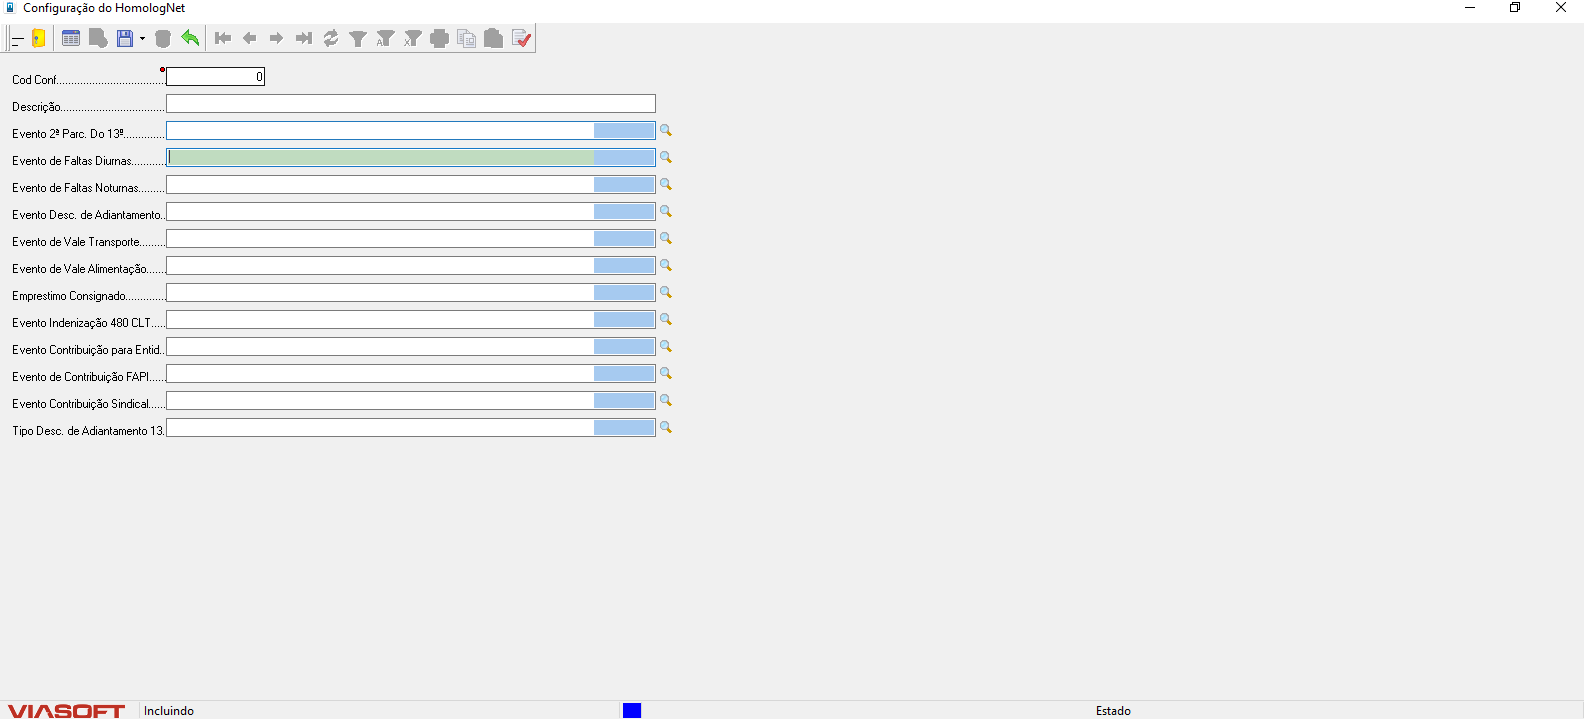 Configuração do HomologNet
Cod Conf..................................... 0
Descrição...................................
Evento 2ª Parc. Do 13º..............
Evento de Faltas Diurnas............
Evento de Faltas Noturnas.........
Evento Desc. de Adiantamento..
Evento de Vale Transporte.........
Evento de Vale Alimentação.......
Emprestimo Consignado..............
Evento Indenização 480 CLT.....
Evento Contribuição para Entid..
Evento de Contribuição FAPI......
Evento Contribuição Sindical......
Tipo Desc. de Adiantamento 13.
VIASOFT Incluindo Estado